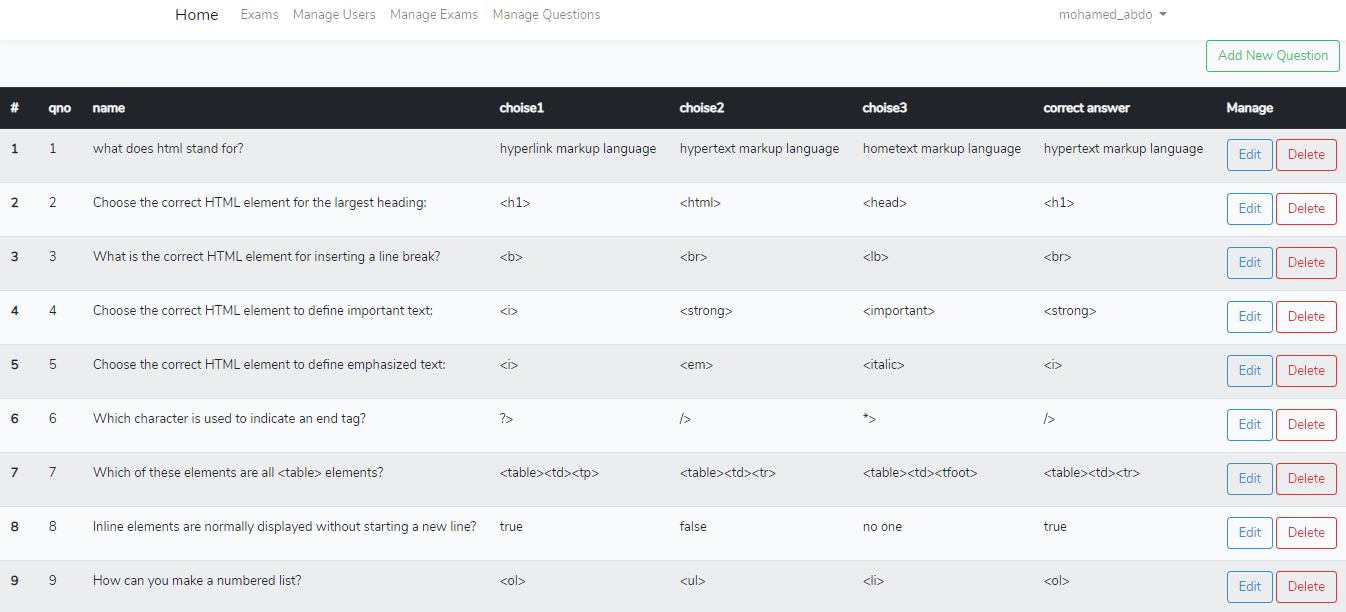 Home Exams Manage Users Manage Exams Manage Questions mohamed_abdo
Add New Question
# qno name choise1 choise2 choise3 correct answer Manage
1 1 what does html stand for? hyperlink markup language hypertext markup language hometext markup language hypertext markup language Edit Delete
2 2 Choose the correct HTML element for the largest heading: <h1> <html> <head> <h1> Edit Delete
3 3 What is the correct HTML element for inserting a line break? <b> <br> <lb> <br> Edit Delete
4 4 Choose the correct HTML element to define important text: <i> <strong> <important> <strong> Edit Delete
5 5 Choose the correct HTML element to define emphasized text: <i> <em> <italic> <i> Edit Delete
6 6 Which character is used to indicate an end tag? ?> /> *> /> Edit Delete
7 7 Which of these elements are all <table> elements? <table><td><tp> <table><td><tr> <table><td><tfoot> <table><td><tr> Edit Delete
8 8 Inline elements are normally displayed without starting a new line? true false no one true Edit Delete
9 9 How can you make a numbered list? <ol> <ul> <li> <ol> Edit Delete